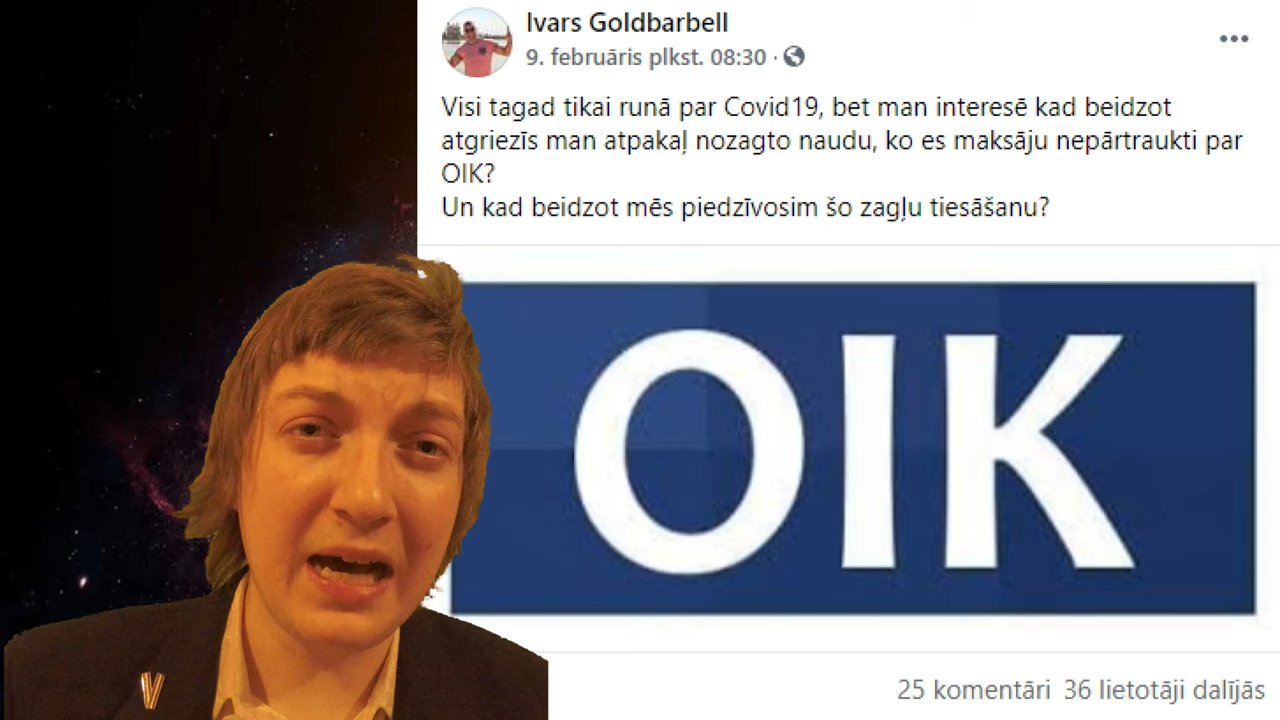 Ivars Goldbarbell
9. februāris plkst. 08:30 ·
Visi tagad tikai runā par Covid19, bet man interesē kad beidzot
atgriezīs man atpakaļ nozagto naudu, ko es maksāju nepārtraukti par
OIK?
Un kad beidzot mēs piedzīvosim šo zagļu tiesāšanu?
OIK
25 komentāri 36 lietotāji dalījās